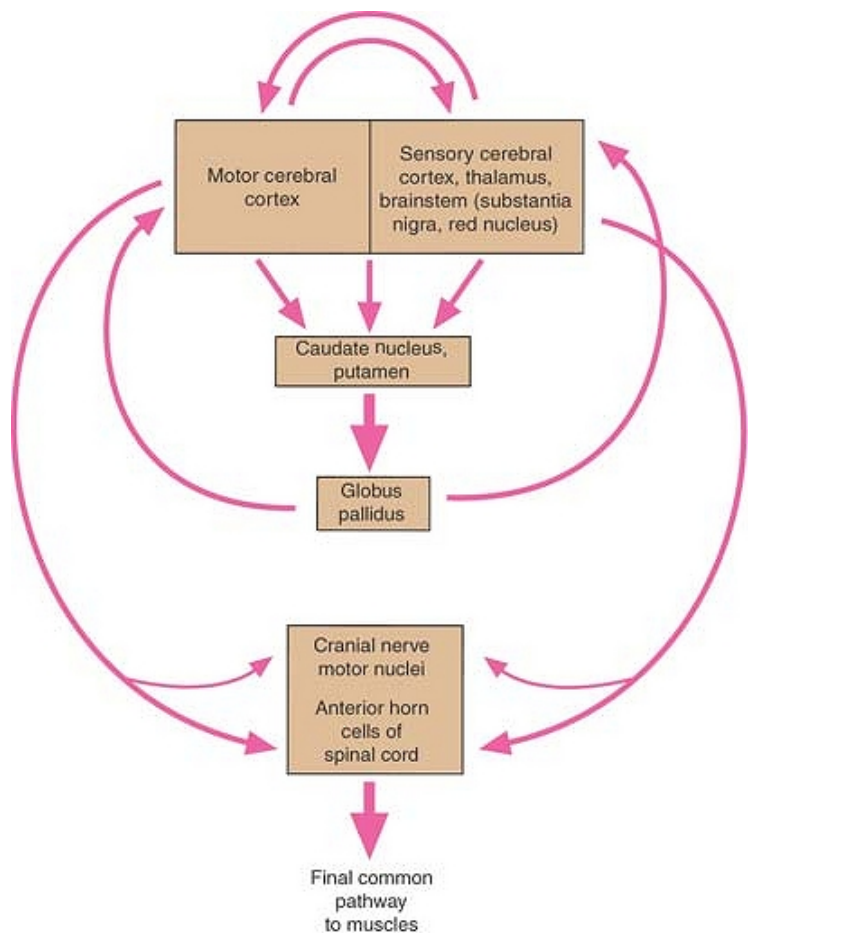 Motor cerebral
cortex
Sensory cerebral
cortex, thalamus,
brainstem (substantia
nigra, red nucleus)
Caudate nucleus,
putamen
Globus
pallidus
Cranial nerve
motor nuclei
Anterior horn
cells of
spinal cord
Final common
pathway
to muscles